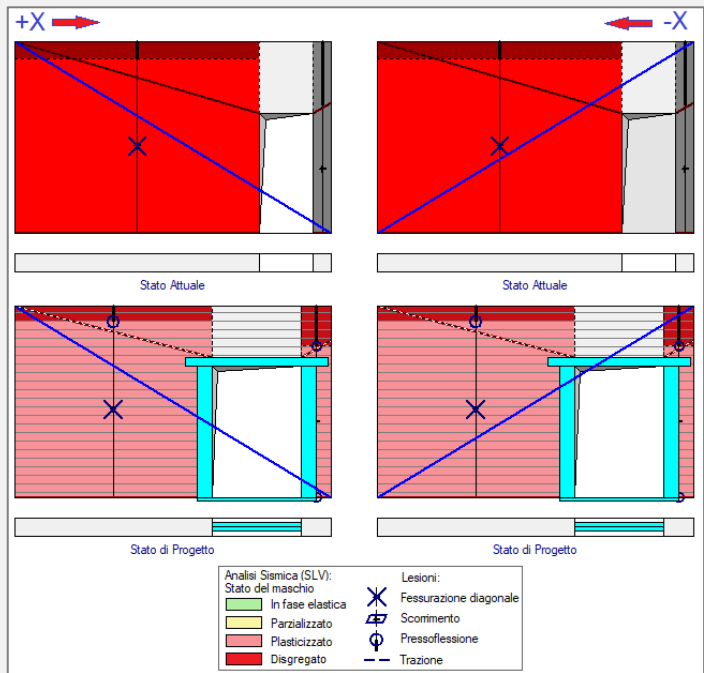 +X
-X
Stato Attuale
Stato Attuale
Stato di Progetto
Stato di Progetto
Analisi Sismica (SLV):
Stato del maschio
In fase elastica
Parzializzato
Plasticizzato
Disgregato
Lesioni:
Fessurazione diagonale
Scorrimento
Pressoflessione
Trazione